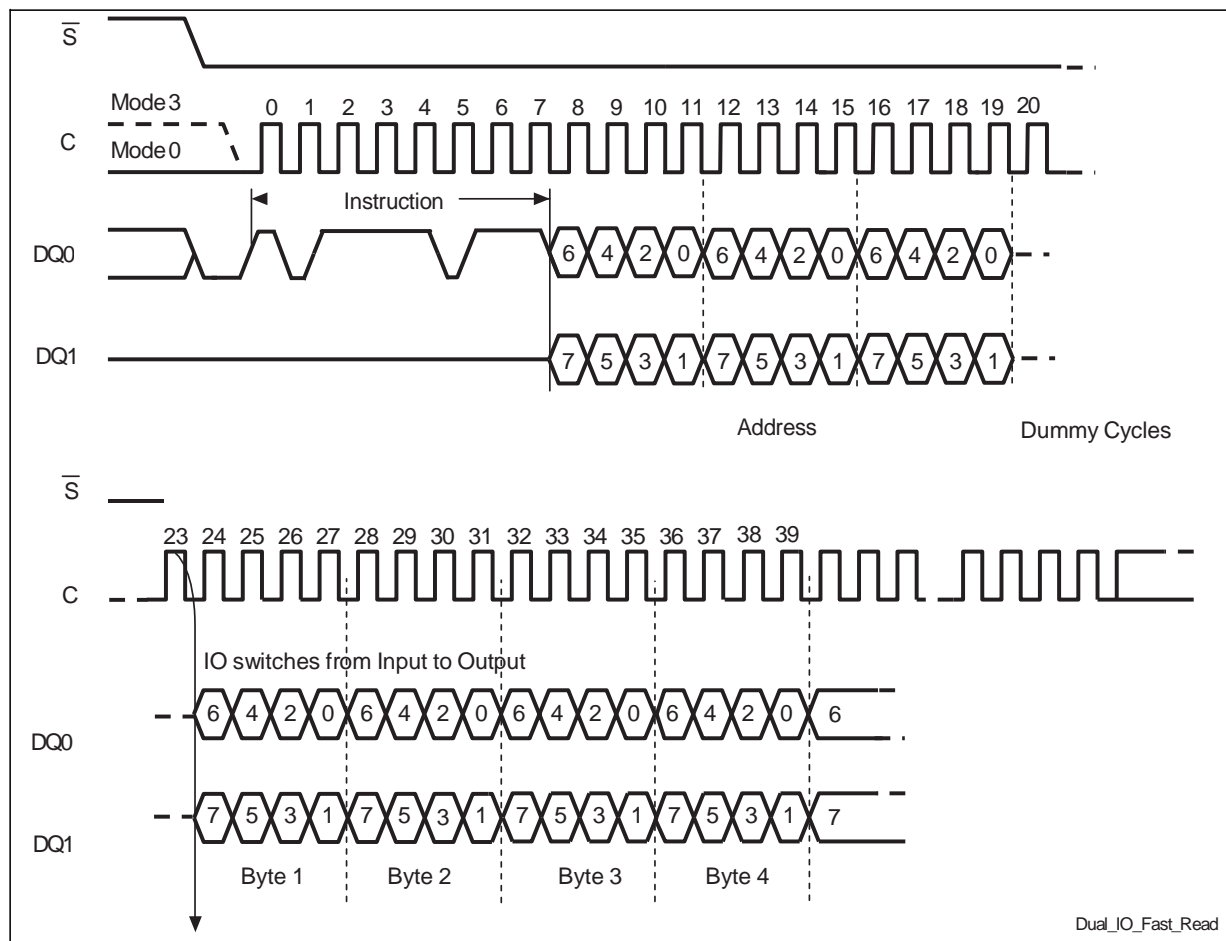 S
Mode 3
0 1 2 3 4 5 6 7 8 9 10 11 12 13 14 15 16 17 18 19 20
C
Mode 0
Instruction
DQ0
6 4 2 0 6 4 2 0 6 4 2 0
DQ1
7 5 3 1 7 5 3 1 7 5 3 1
Address
Dummy Cycles
S
23 24 25 26 27 28 29 30 31 32 33 34 35 36 37 38 39
C
IO switches from Input to Output
6 4 2 0 6 4 2 0 6 4 2 0 6 4 2 0 6
DQ0
7 5 3 1 7 5 3 1 7 5 3 1 7 5 3 1 7
DQ1
Byte 1 Byte 2 Byte 3 Byte 4
Dual_IO_Fast_Read